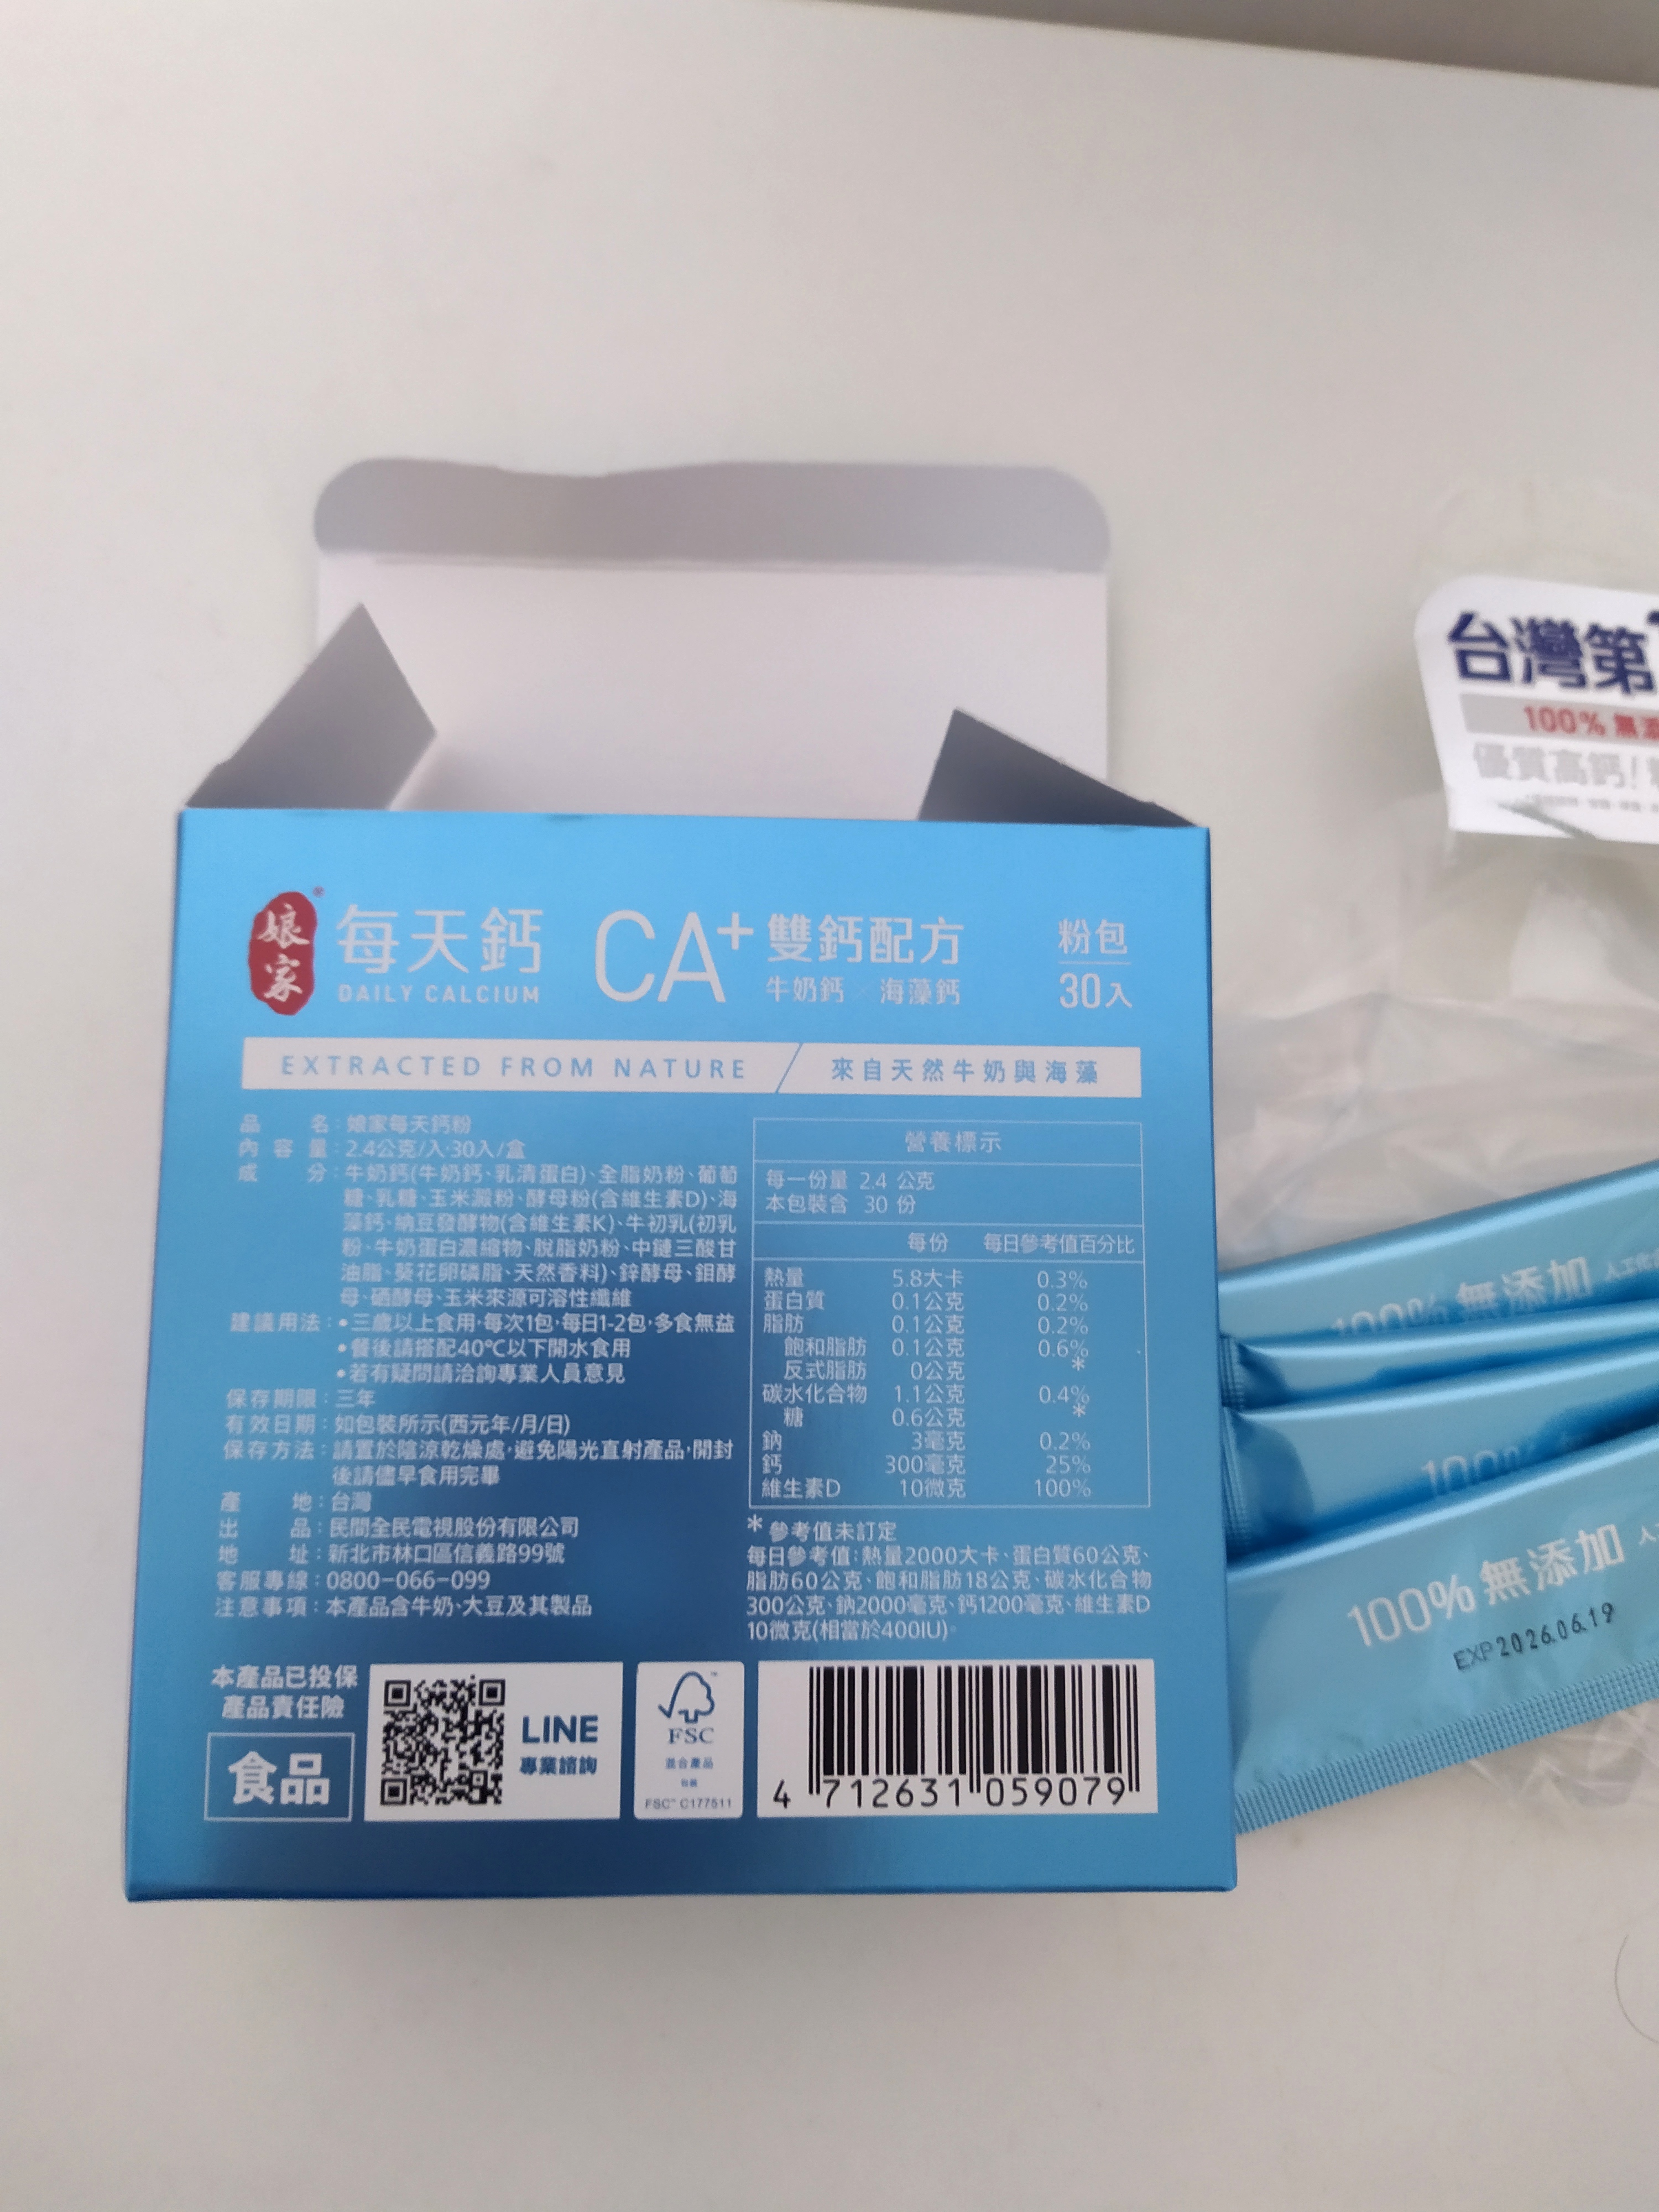 娘家®
每天鈣
DAILY CALCIUM
CA+
雙鈣配方
牛奶鈣 × 海藻鈣
粉包
30入
EXTRACTED FROM NATURE
來自天然牛奶與海藻
品名：娘家每天鈣粉
內容量：2.4公克/入·30入/盒
成分：牛奶鈣(牛奶鈣、乳清蛋白)、全脂奶粉、葡萄
糖、乳糖、玉米澱粉、酵母粉(含維生素D)、海
藻鈣、納豆發酵物(含維生素K)、牛初乳(初乳
粉、牛奶蛋白濃縮物、脫脂奶粉、中鏈三酸甘
油脂、葵花卵磷脂、天然香料)、鋅酵母、鉬酵
母、硒酵母、玉米來源可溶性纖維
建議用法：•三歲以上食用，每次1包，每日1-2包，多食無益
•餐後請搭配40℃以下開水食用
•若有疑問請洽詢專業人員意見
保存期限：三年
有效日期：如包裝所示(西元年/月/日)
保存方法：請置於陰涼乾燥處，避免陽光直射產品，開封
後請儘早食用完畢
產地：台灣
出品：民間全民電視股份有限公司
地址：新北市林口區信義路99號
客服專線：0800-066-099
注意事項：本產品含牛奶、大豆及其製品
營養標示
每一份量 2.4 公克
本包裝含 30 份
每份 每日參考值百分比
熱量 5.8大卡 0.3%
蛋白質 0.1公克 0.2%
脂肪 0.1公克 0.2%
飽和脂肪 0.1公克 0.6%
反式脂肪 0公克 *
碳水化合物 1.1公克 0.4%
糖 0.6公克 *
鈉 3毫克 0.2%
鈣 300毫克 25%
維生素D 10微克 100%
* 參考值未訂定
每日參考值：熱量2000大卡、蛋白質60公克、
脂肪60公克、飽和脂肪18公克、碳水化合物
300公克、鈉2000毫克、鈣1200毫克、維生素D
10微克(相當於400IU)。
本產品已投保
產品責任險
食品
LINE
專業諮詢
FSC™
混合產品
包裝
FSC™ C177511
4 712631 059079
台灣第
100%無添
優質高鈣！
100%無添加
100%
100%無添加
EXP 2026.06.19